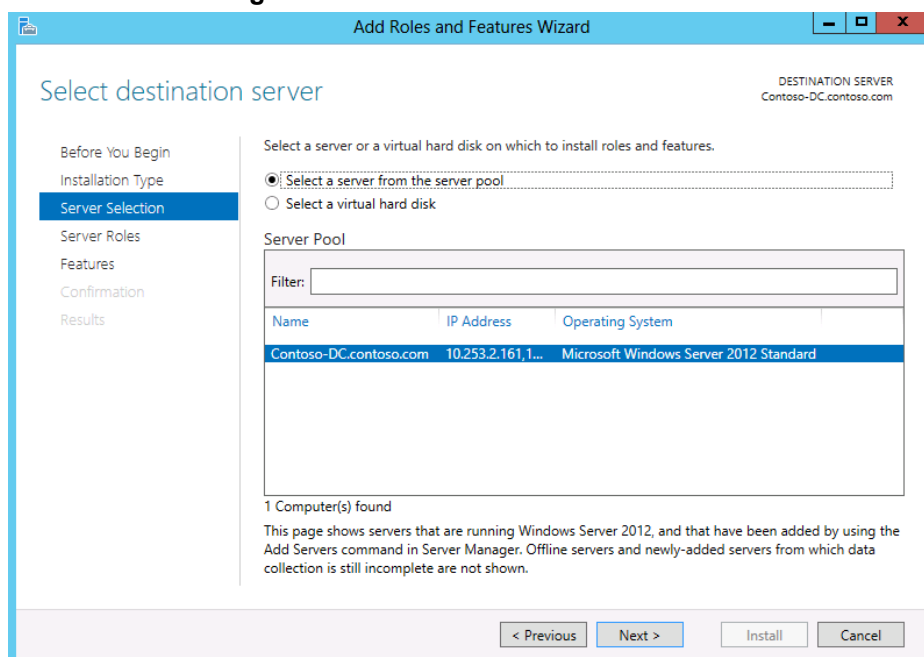 Add Roles and Features Wizard
Select destination server
DESTINATION SERVER
Contoso-DC.contoso.com
Before You Begin
Installation Type
Server Selection
Server Roles
Features
Confirmation
Results
Select a server or a virtual hard disk on which to install roles and features.
Select a server from the server pool
Select a virtual hard disk
Server Pool
Filter:
Name IP Address Operating System
Contoso-DC.contoso.com 10.253.2.161,1... Microsoft Windows Server 2012 Standard
1 Computer(s) found
This page shows servers that are running Windows Server 2012, and that have been added by using the
Add Servers command in Server Manager. Offline servers and newly-added servers from which data
collection is still incomplete are not shown.
< Previous Next > Install Cancel